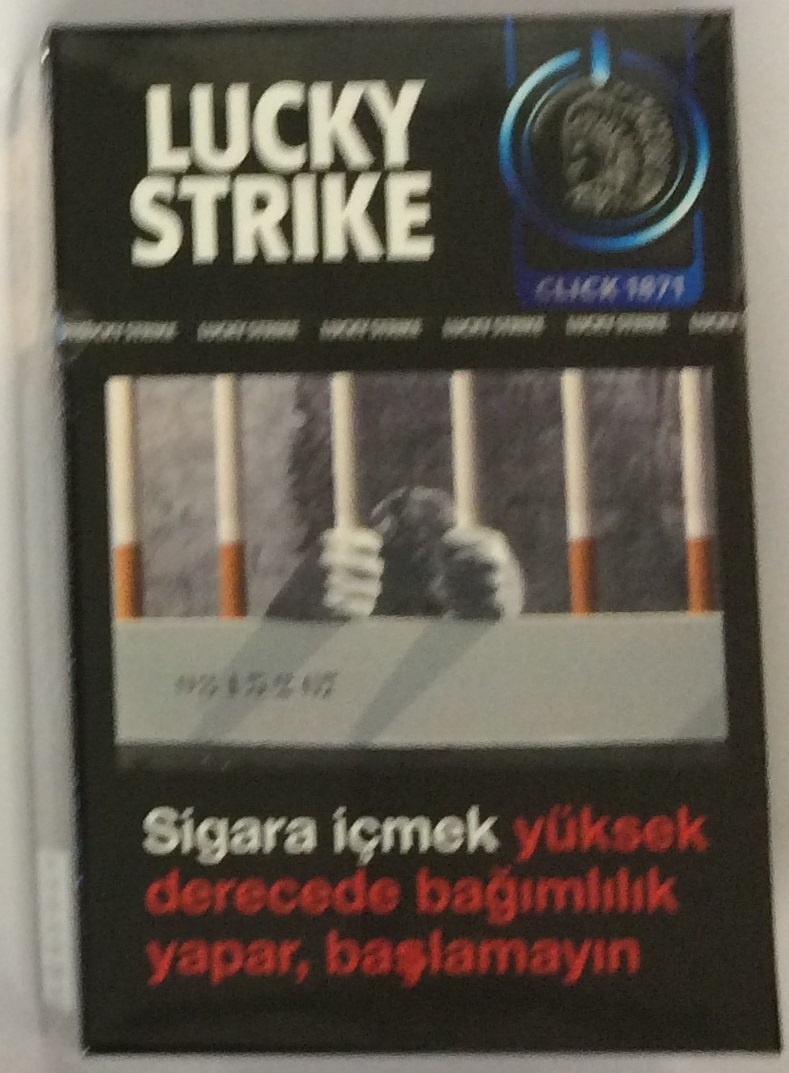 LUCKY
STRIKE
CLICK 1871
LUCKY STRIKE LUCKY STRIKE LUCKY STRIKE LUCKY STRIKE LUCKY STRIKE LUCKY
Sigara içmek yüksek
derecede bağımlılık
yapar, başlamayın